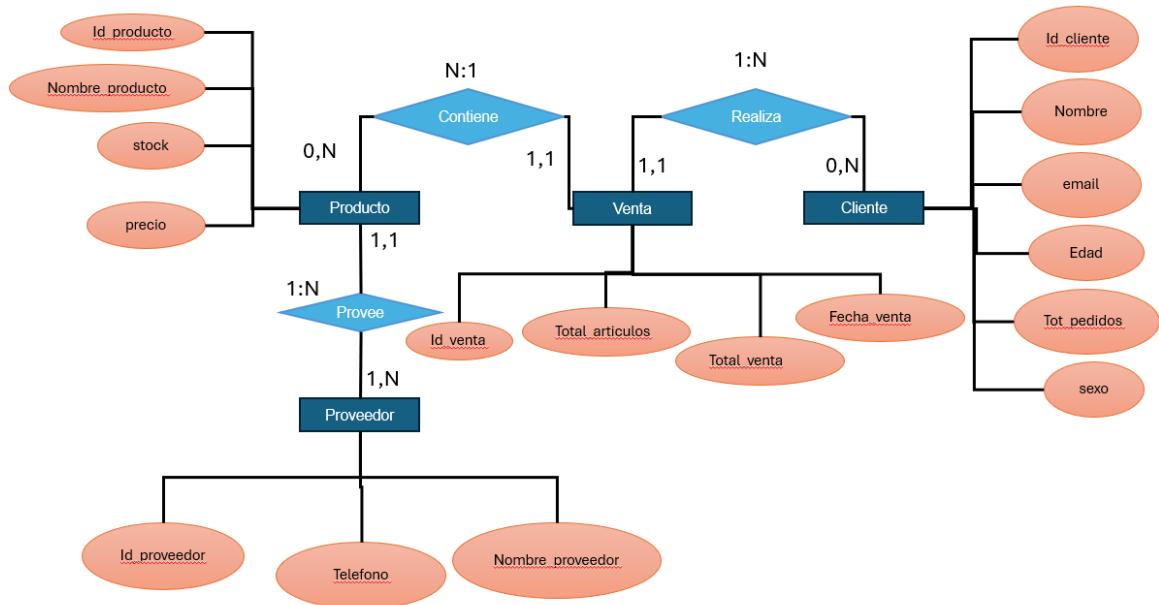 Id_producto
Nombre_producto
stock
precio
N:1
Contiene
0,N
1,1
1:N
Realiza
1,1
0,N
Producto
Venta
Cliente
Id_cliente
Nombre
email
Edad
Tot_pedidos
sexo
1,1
1:N
Provee
1,N
Proveedor
Id_venta
Total_articulos
Total_venta
Fecha_venta
Id_proveedor
Telefono
Nombre_proveedor